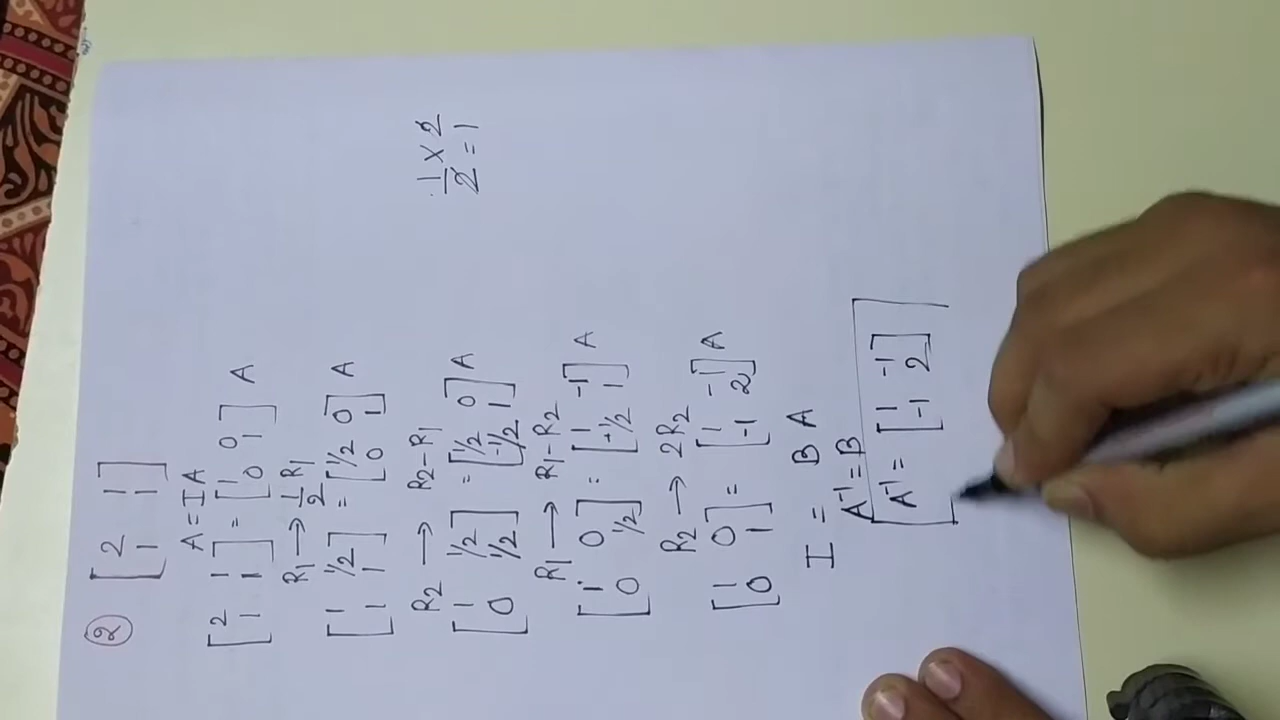 ② [2 1
1 1]
A = IA
[2 1
1 1] = [1 0
0 1] A
R1 → 1/2 R1
[1 1/2
1 1] = [1/2 0
0 1] A
R2 → R2-R1
[1 1/2
0 1/2] = [1/2 0
-1/2 1] A
1/2 × 2 = 1
R1 → R1-R2
[1 0
0 1/2] = [1 -1
-1/2 1] A
R2 → 2R2
[1 0
0 1] = [1 -1
-1 2] A
I = B A
A⁻¹ = B
A⁻¹ = [1 -1
-1 2]